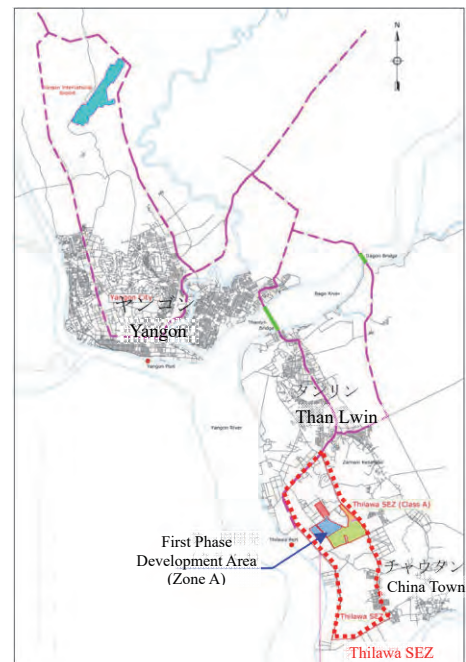 N
Yangon International
Airport
Dagon Bridge
Bago River
Yangon City
ヤンゴン
Yangon
Thanlyin
Bridge
Yangon Port
タンリン
Than Lwin
Yangon River
Thilawa SEZ (Class A)
Thilawa Port
First Phase
Development Area
(Zone A)
チャウタン
China Town
Thilawa SEZ
Thilawa SEZ